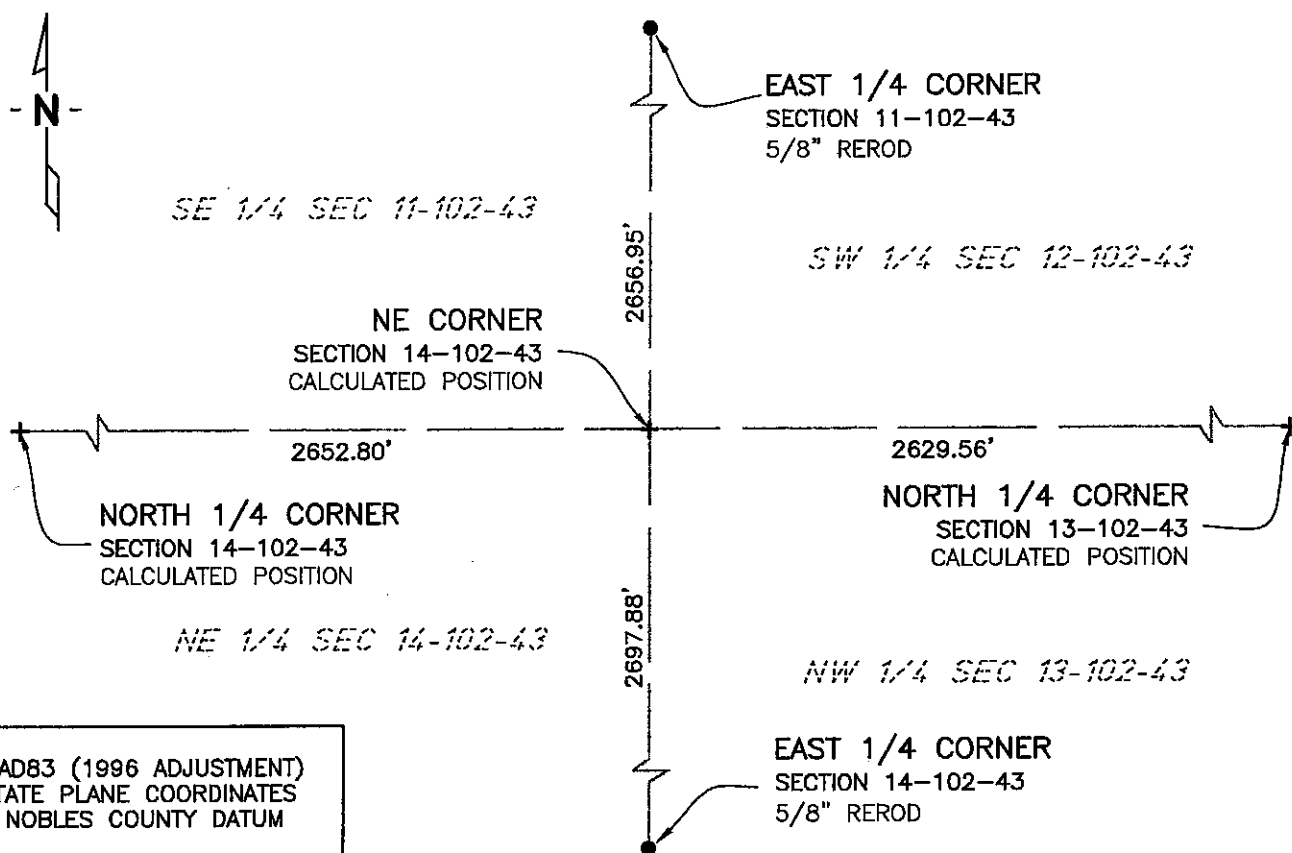 - N -
EAST 1/4 CORNER
SECTION 11-102-43
5/8" REROD
SE 1/4 SEC 11-102-43
SW 1/4 SEC 12-102-43
2656.95'
NE CORNER
SECTION 14-102-43
CALCULATED POSITION
2652.80'
2629.56'
NORTH 1/4 CORNER
SECTION 14-102-43
CALCULATED POSITION
NORTH 1/4 CORNER
SECTION 13-102-43
CALCULATED POSITION
2697.88'
NE 1/4 SEC 14-102-43
NW 1/4 SEC 13-102-43
AD83 (1996 ADJUSTMENT)
TATE PLANE COORDINATES
NOBLES COUNTY DATUM
EAST 1/4 CORNER
SECTION 14-102-43
5/8" REROD